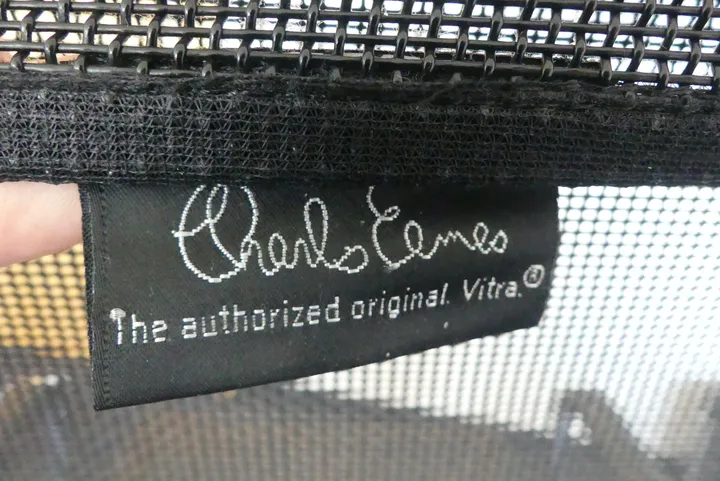 Charles Eames
The authorized original. Vitra.®